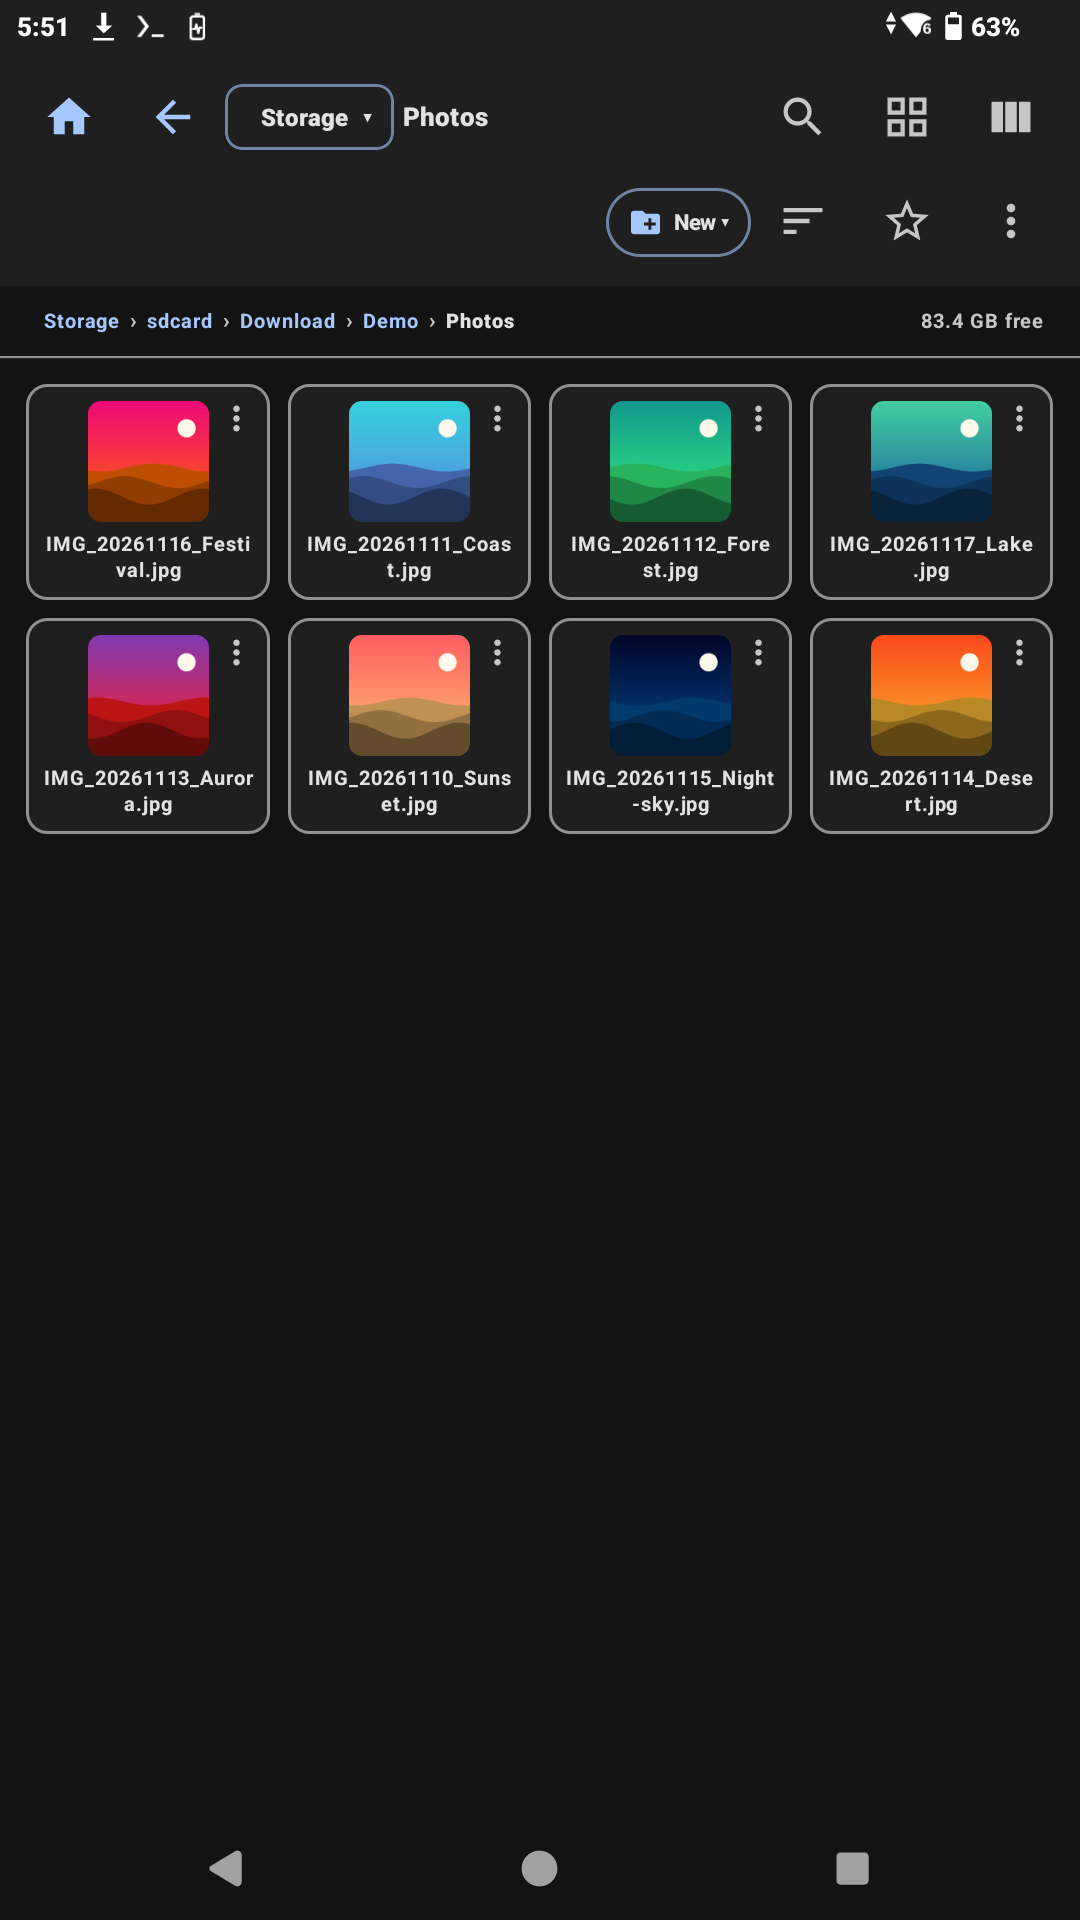 5:51
6
63%
Storage ▾ Photos
New ▾
Storage › sdcard › Download › Demo › Photos
83.4 GB free
IMG_20261116_Festi
val.jpg
IMG_20261111_Coas
t.jpg
IMG_20261112_Fore
st.jpg
IMG_20261117_Lake
.jpg
IMG_20261113_Auror
a.jpg
IMG_20261110_Suns
et.jpg
IMG_20261115_Night
-sky.jpg
IMG_20261114_Dese
rt.jpg